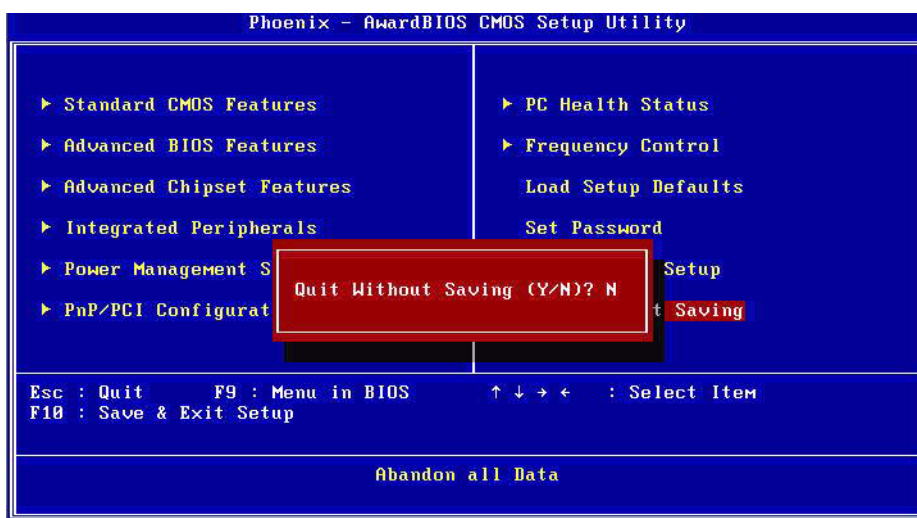 Phoenix - AwardBIOS CMOS Setup Utility
Standard CMOS Features
Advanced BIOS Features
Advanced Chipset Features
Integrated Peripherals
Power Management S
PnP/PCI Configurat
PC Health Status
Frequency Control
Load Setup Defaults
Set Password
Setup
t Saving
Quit Without Saving (Y/N)? N
Esc : Quit F9 : Menu in BIOS ↑ ↓ → ← : Select Item
F10 : Save & Exit Setup
Abandon all Data